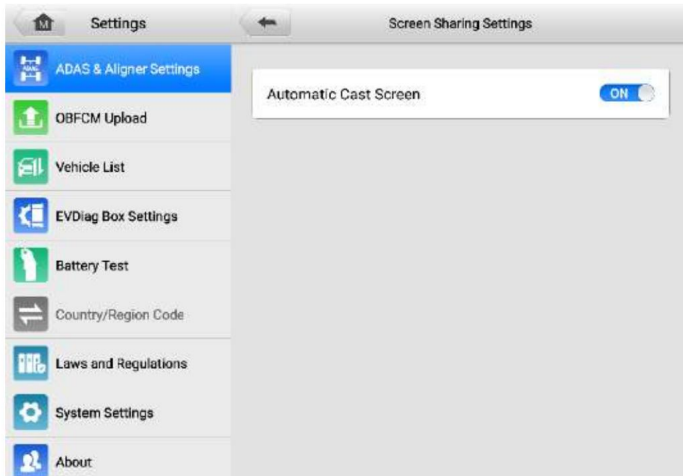 Settings
Screen Sharing Settings
ADAS & Aligner Settings
Automatic Cast Screen
ON
OBFCM Upload
Vehicle List
EVDiag Box Settings
Battery Test
Country/Region Code
Laws and Regulations
System Settings
About